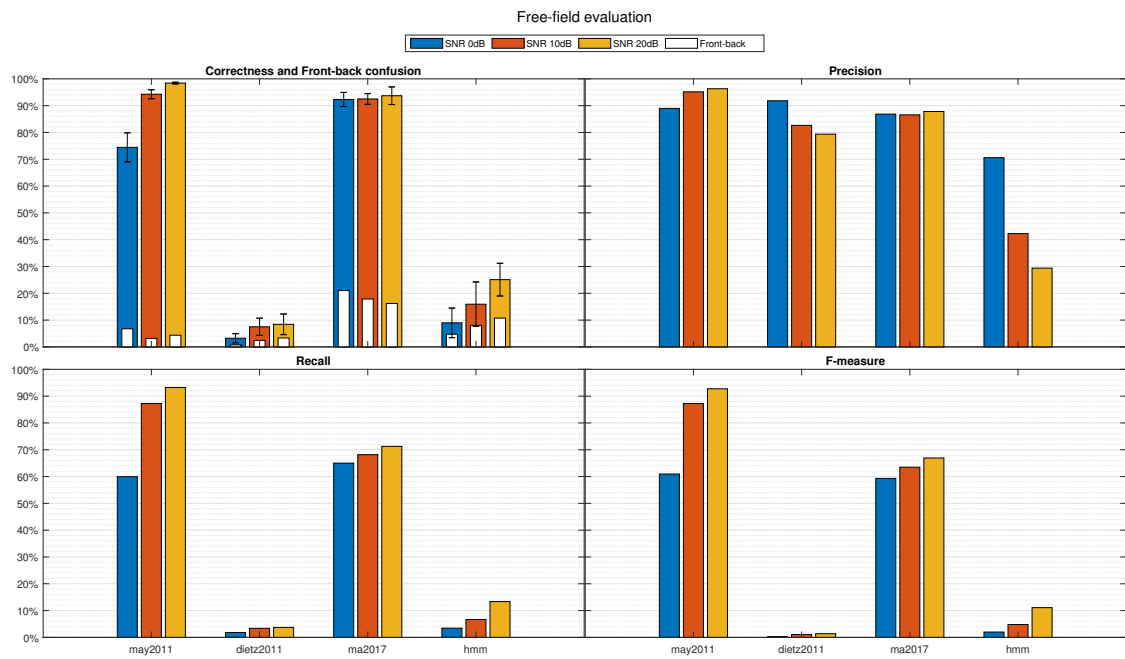 Free-field evaluation
SNR 0dB SNR 10dB SNR 20dB Front-back
Correctness and Front-back confusion
100%
90%
80%
70%
60%
50%
40%
30%
20%
10%
0%
Precision
Recall
100%
90%
80%
70%
60%
50%
40%
30%
20%
10%
0%
may2011 dietz2011 ma2017 hmm
F-measure
may2011 dietz2011 ma2017 hmm